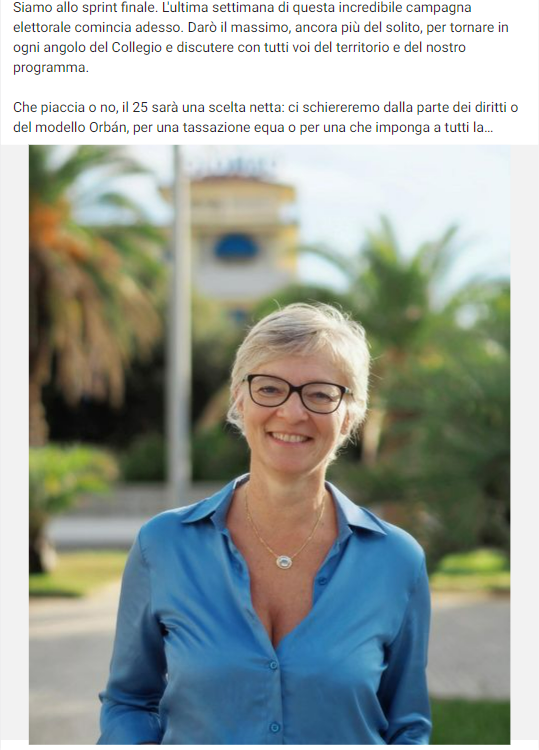 Siamo allo sprint finale. L'ultima settimana di questa incredibile campagna
elettorale comincia adesso. Darò il massimo, ancora più del solito, per tornare in
ogni angolo del Collegio e discutere con tutti voi del territorio e del nostro
programma.
Che piaccia o no, il 25 sarà una scelta netta: ci schiereremo dalla parte dei diritti o
del modello Orbán, per una tassazione equa o per una che imponga a tutti la...